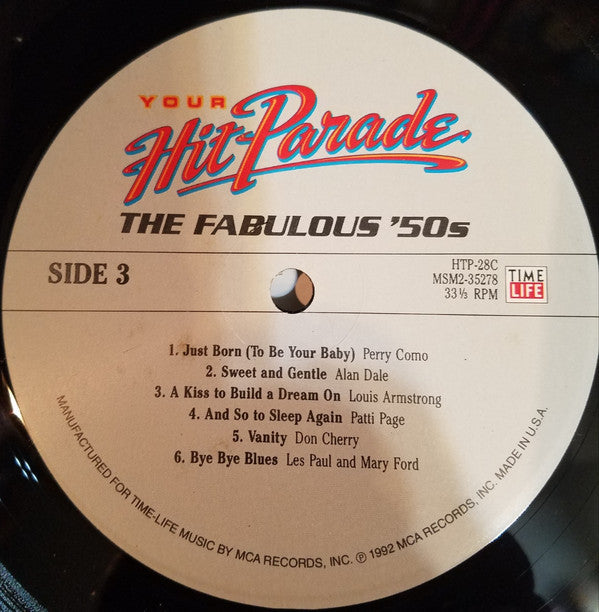 YOUR
Hit Parade
THE FABULOUS '50s
SIDE 3
HTP-28C
MSM2-35278
33⅓ RPM
TIME
LIFE
1. Just Born (To Be Your Baby) Perry Como
2. Sweet and Gentle Alan Dale
3. A Kiss to Build a Dream On Louis Armstrong
4. And So to Sleep Again Patti Page
5. Vanity Don Cherry
6. Bye Bye Blues Les Paul and Mary Ford
MANUFACTURED FOR TIME-LIFE MUSIC BY MCA RECORDS, INC. ℗ 1992 MCA RECORDS, INC. MADE IN U.S.A.